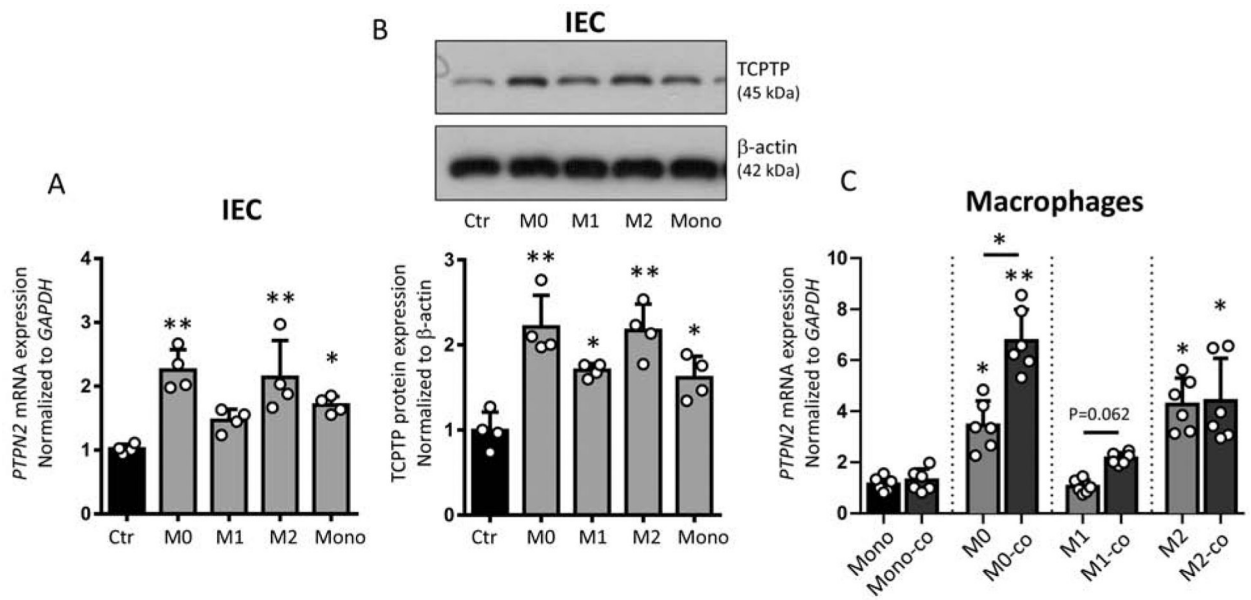 A
IEC
PTPN2 mRNA expression
Normalized to GAPDH
4
3
2
1
0
**
**
*
Ctr M0 M1 M2 Mono
B
IEC
TCPTP
(45 kDa)
β-actin
(42 kDa)
Ctr M0 M1 M2 Mono
TCPTP protein expression
Normalized to β-actin
3
2
1
0
**
*
**
*
Ctr M0 M1 M2 Mono
C
Macrophages
PTPN2 mRNA expression
Normalized to GAPDH
10
8
6
4
2
0
*
**
*
P=0.062
*
*
Mono Mono-co M0 M0-co M1 M1-co M2 M2-co